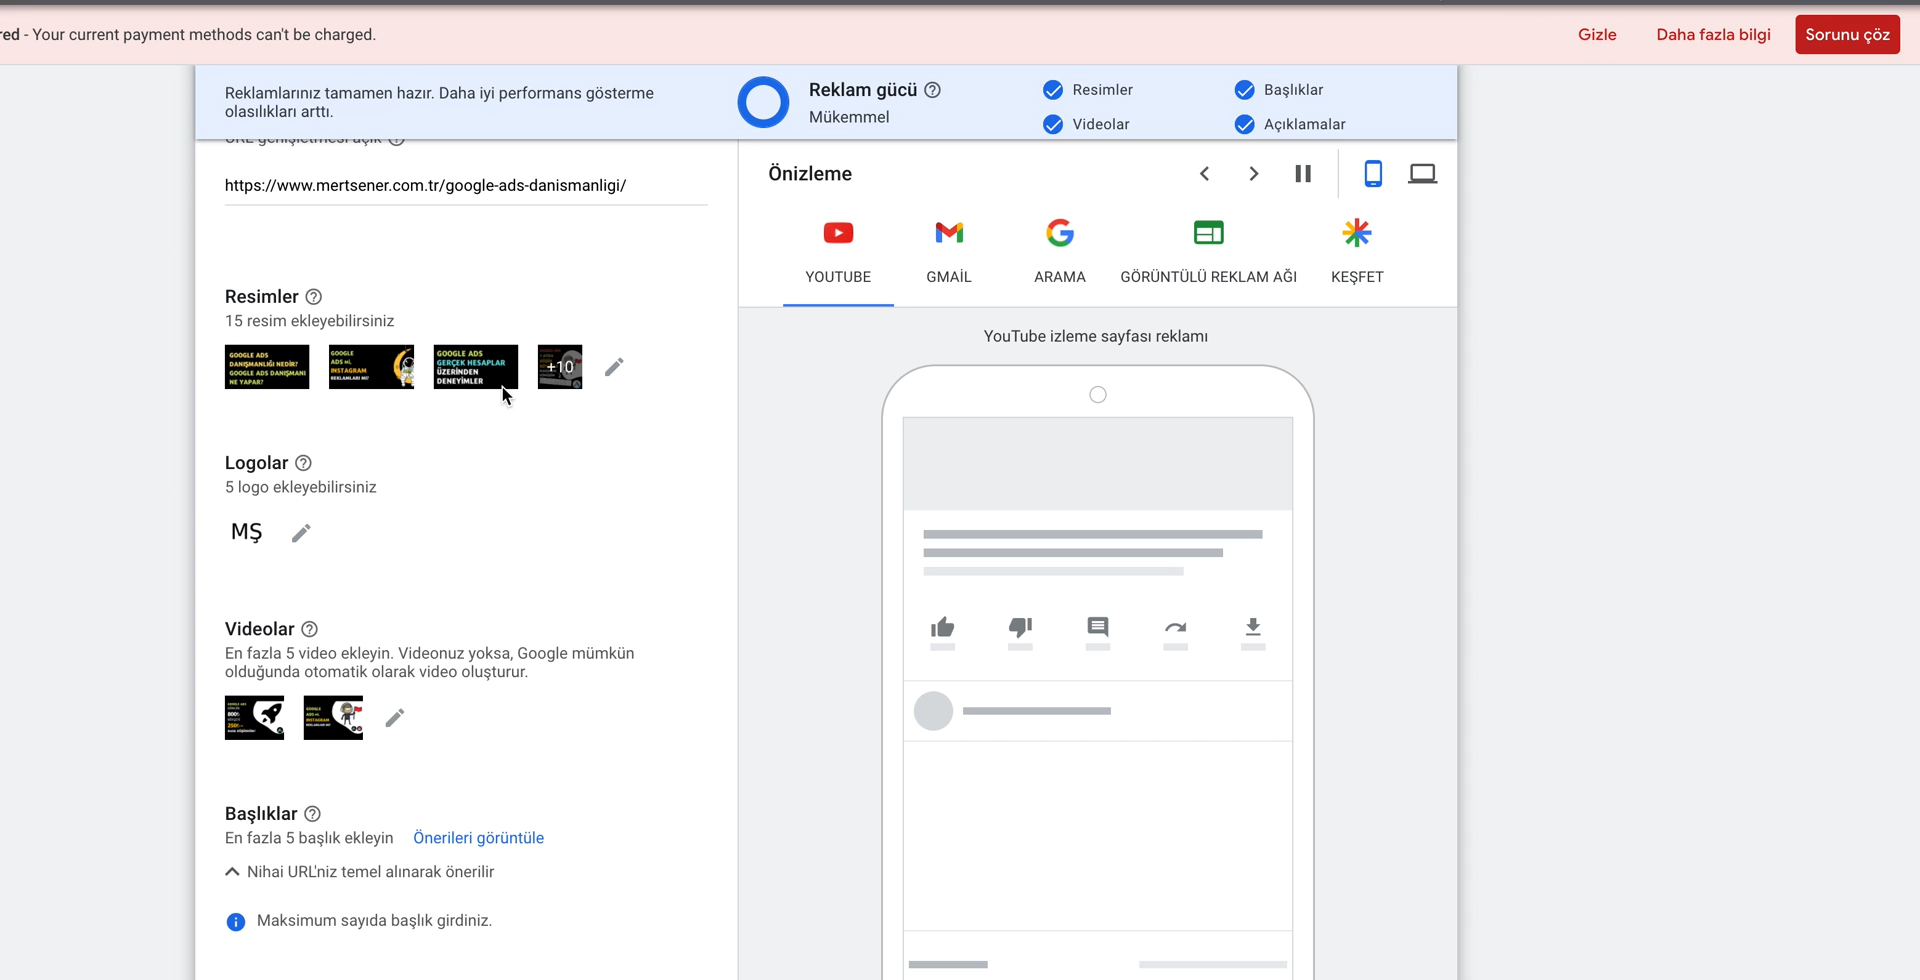 red - Your current payment methods can't be charged.
Gizle
Daha fazla bilgi
Sorunu çöz
Reklamlarınız tamamen hazır. Daha iyi performans gösterme
olasılıkları arttı.
Reklam gücü
Mükemmel
Resimler
Başlıklar
Videolar
Açıklamalar
URL genişletmesi açık
https://www.mertsener.com.tr/google-ads-danismanligi/
Resimler
15 resim ekleyebilirsiniz
GOOGLE ADS
DANIŞMANLIĞI NEDİR?
GOOGLE ADS DANIŞMANI
NE YAPAR?
GOOGLE
ADS mi,
INSTAGRAM
REKLAMLARI MI?
GOOGLE ADS
GERÇEK HESAPLAR
ÜZERİNDEN
DENEYİMLER
+10
Logolar
5 logo ekleyebilirsiniz
MŞ
Videolar
En fazla 5 video ekleyin. Videonuz yoksa, Google mümkün
olduğunda otomatik olarak video oluşturur.
Başlıklar
En fazla 5 başlık ekleyin
Önerileri görüntüle
Nihai URL'niz temel alınarak önerilir
Maksimum sayıda başlık girdiniz.
Önizleme
YOUTUBE
GMAİL
ARAMA
GÖRÜNTÜLÜ REKLAM AĞI
KEŞFET
YouTube izleme sayfası reklamı